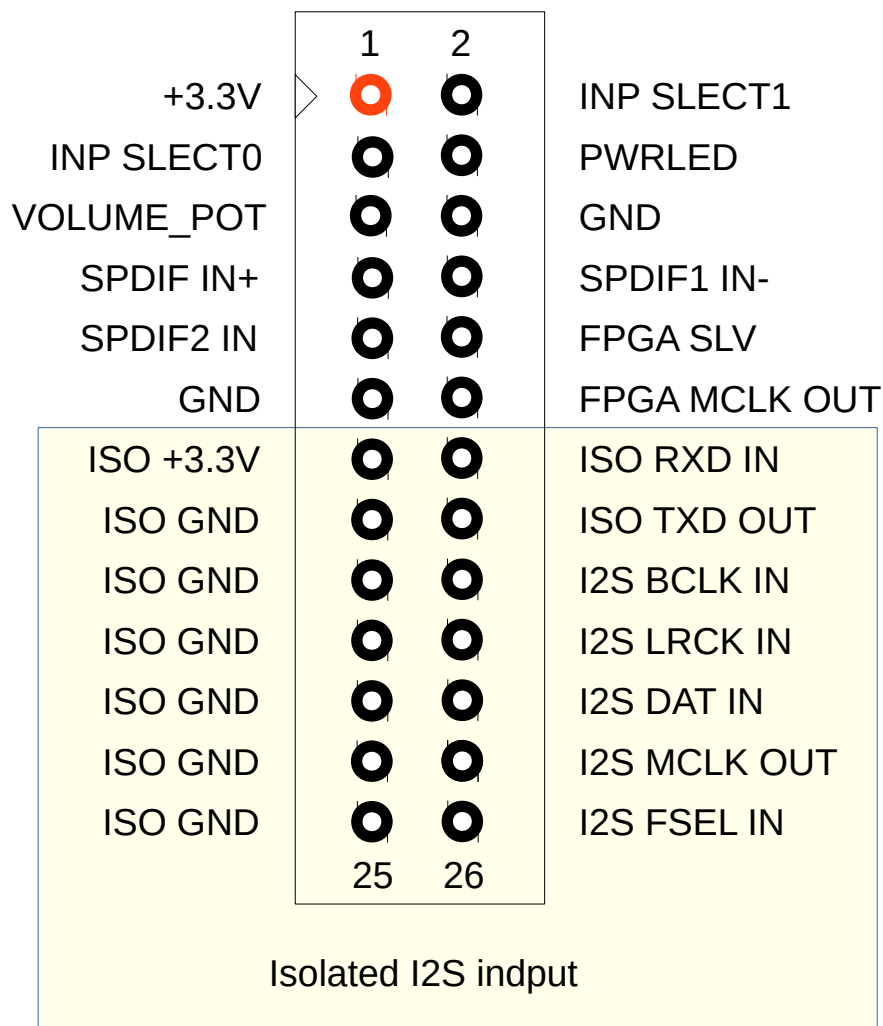 1 2
+3.3V INP SLECT1
INP SLECT0 PWRLED
VOLUME_POT GND
SPDIF IN+ SPDIF1 IN-
SPDIF2 IN FPGA SLV
GND FPGA MCLK OUT
ISO +3.3V ISO RXD IN
ISO GND ISO TXD OUT
ISO GND I2S BCLK IN
ISO GND I2S LRCK IN
ISO GND I2S DAT IN
ISO GND I2S MCLK OUT
ISO GND I2S FSEL IN
25 26
Isolated I2S indput